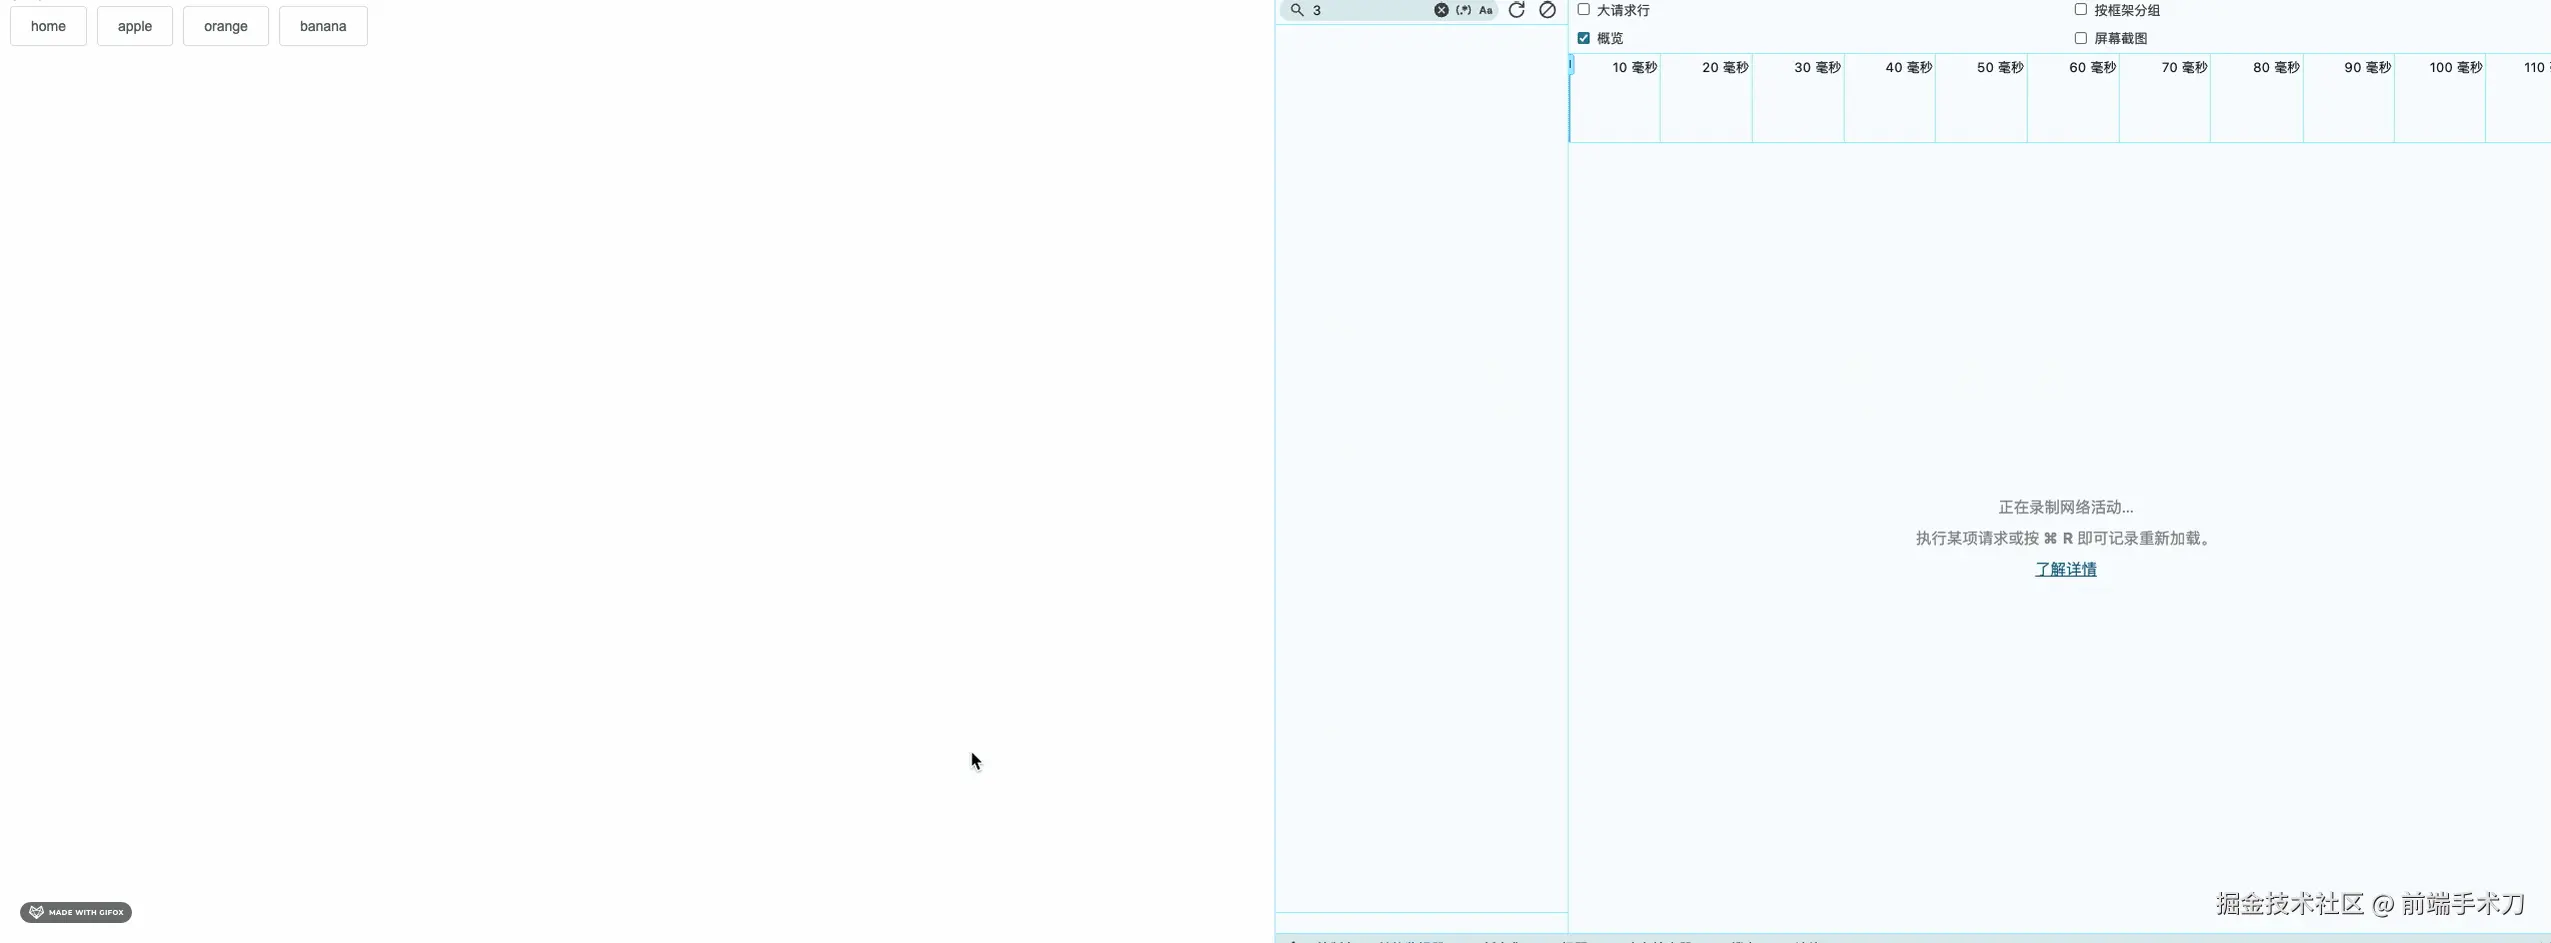 home apple orange banana
3 (.*) Aa
大请求行 按框架分组
概览 屏幕截图
10 毫秒 20 毫秒 30 毫秒 40 毫秒 50 毫秒 60 毫秒 70 毫秒 80 毫秒 90 毫秒 100 毫秒 110
正在录制网络活动...
执行某项请求或按 ⌘ R 即可记录重新加载。
了解详情
MADE WITH GIFOX
掘金技术社区 @ 前端手术刀